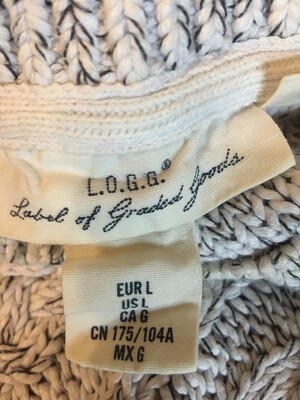 L.O.G.G.®
Label of Graded Goods
EUR L
US L
CA G
CN 175/104A
MX G